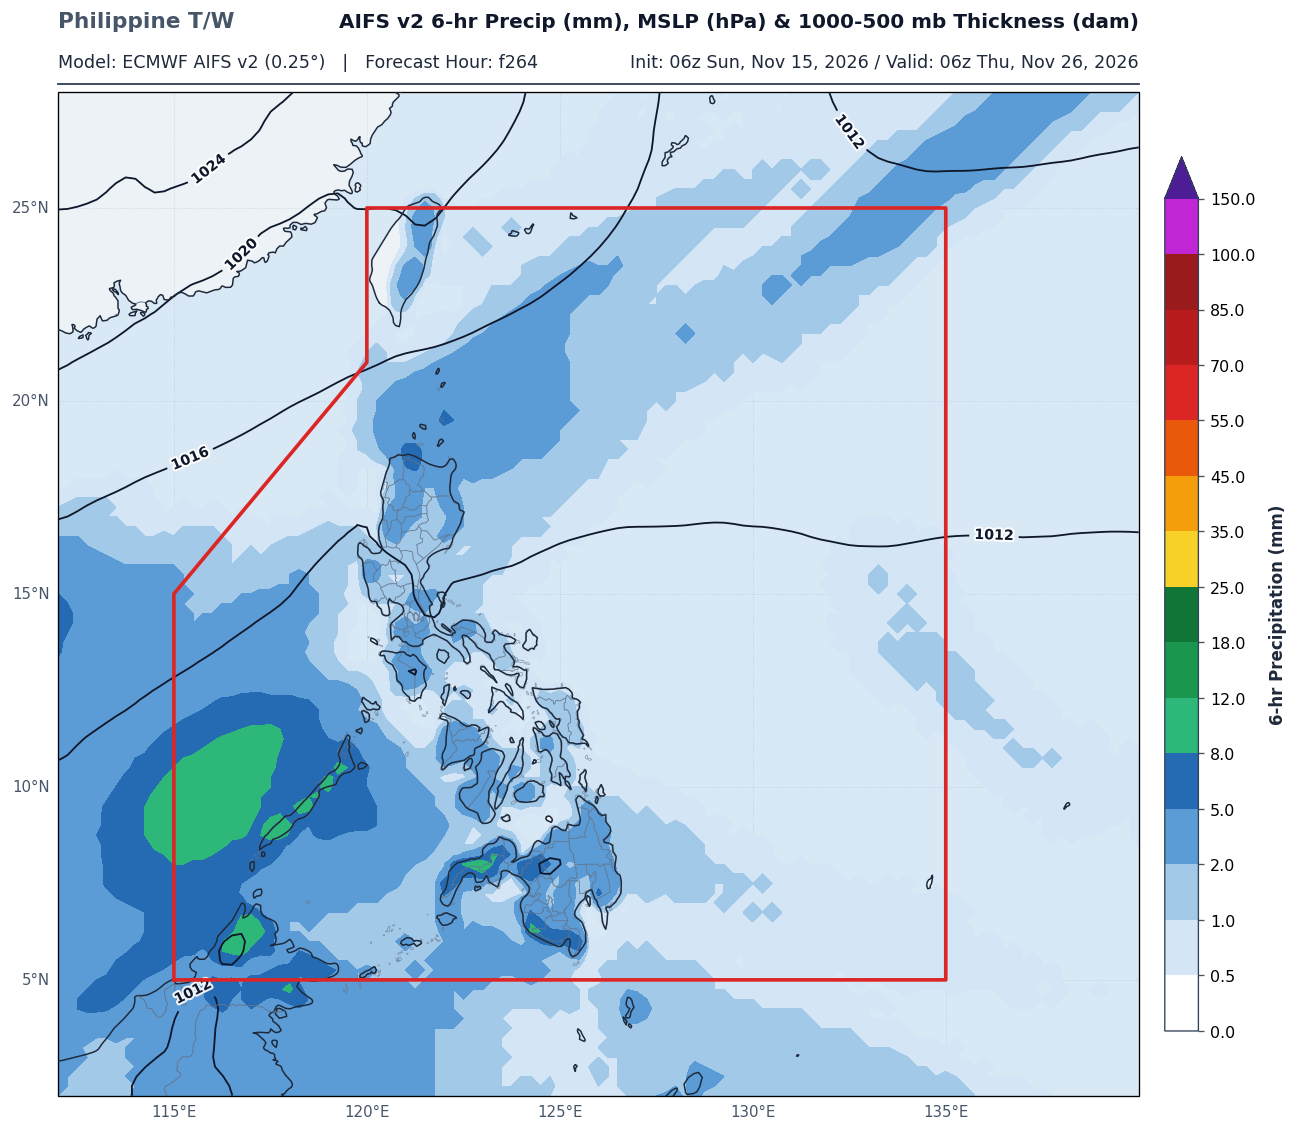 Philippine T/W
AIFS v2 6-hr Precip (mm), MSLP (hPa) & 1000-500 mb Thickness (dam)
Model: ECMWF AIFS v2 (0.25°) | Forecast Hour: f264
Init: 06z Sun, Nov 15, 2026 / Valid: 06z Thu, Nov 26, 2026
1012
1024
1020
1016
1012
1012
25°N
20°N
15°N
10°N
5°N
115°E
120°E
125°E
130°E
135°E
150.0
100.0
85.0
70.0
55.0
45.0
35.0
25.0
18.0
12.0
8.0
5.0
2.0
1.0
0.5
0.0
6-hr Precipitation (mm)